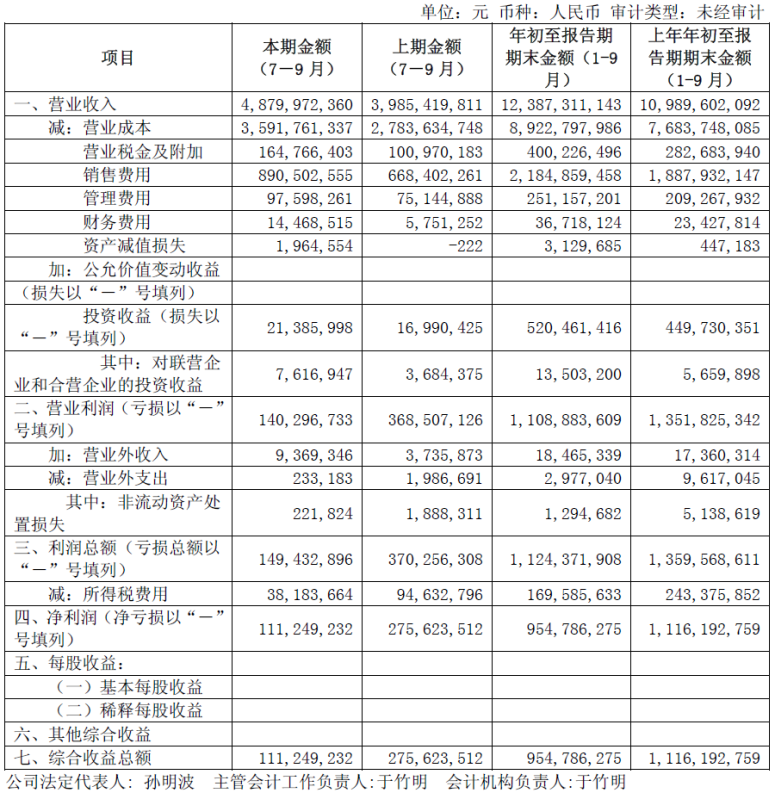 单位：元 币种：人民币 审计类型：未经审计
项目 本期金额（7－9月） 上期金额（7－9月） 年初至报告期期末金额（1-9月） 上年年初至报告期期末金额（1-9月）
一、营业收入 4,879,972,360 3,985,419,811 12,387,311,143 10,989,602,092
减：营业成本 3,591,761,337 2,783,634,748 8,922,797,986 7,683,748,085
营业税金及附加 164,766,403 100,970,183 400,226,496 282,683,940
销售费用 890,502,555 668,402,261 2,184,859,458 1,887,932,147
管理费用 97,598,261 75,144,888 251,157,201 209,267,932
财务费用 14,468,515 5,751,252 36,718,124 23,427,814
资产减值损失 1,964,554 -222 3,129,685 447,183
加：公允价值变动收益（损失以“－”号填列）
投资收益（损失以“－”号填列） 21,385,998 16,990,425 520,461,416 449,730,351
其中：对联营企业和合营企业的投资收益 7,616,947 3,684,375 13,503,200 5,659,898
二、营业利润（亏损以“－”号填列） 140,296,733 368,507,126 1,108,883,609 1,351,825,342
加：营业外收入 9,369,346 3,735,873 18,465,339 17,360,314
减：营业外支出 233,183 1,986,691 2,977,040 9,617,045
其中：非流动资产处置损失 221,824 1,888,311 1,294,682 5,138,619
三、利润总额（亏损总额以“－”号填列） 149,432,896 370,256,308 1,124,371,908 1,359,568,611
减：所得税费用 38,183,664 94,632,796 169,585,633 243,375,852
四、净利润（净亏损以“－”号填列） 111,249,232 275,623,512 954,786,275 1,116,192,759
五、每股收益：
（一）基本每股收益
（二）稀释每股收益
六、其他综合收益
七、综合收益总额 111,249,232 275,623,512 954,786,275 1,116,192,759
公司法定代表人：孙明波 主管会计工作负责人:于竹明 会计机构负责人:于竹明